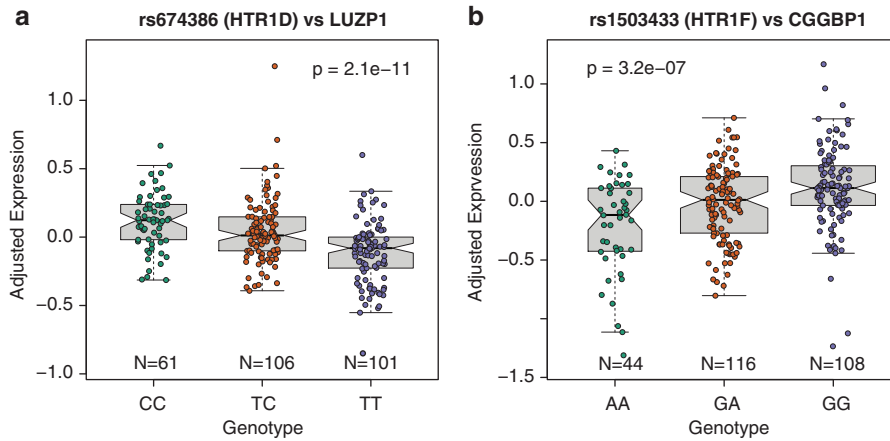 a
rs674386 (HTR1D) vs LUZP1
p = 2.1e−11
Adjusted Expression
1.0
0.5
0.0
−0.5
−1.0
N=61 N=106 N=101
CC TC TT
Genotype
b
rs1503433 (HTR1F) vs CGGBP1
p = 3.2e−07
Adjusted Exprvession
1.0
0.5
0.0
−0.5
−1.5
N=44 N=116 N=108
AA GA GG
Genotype